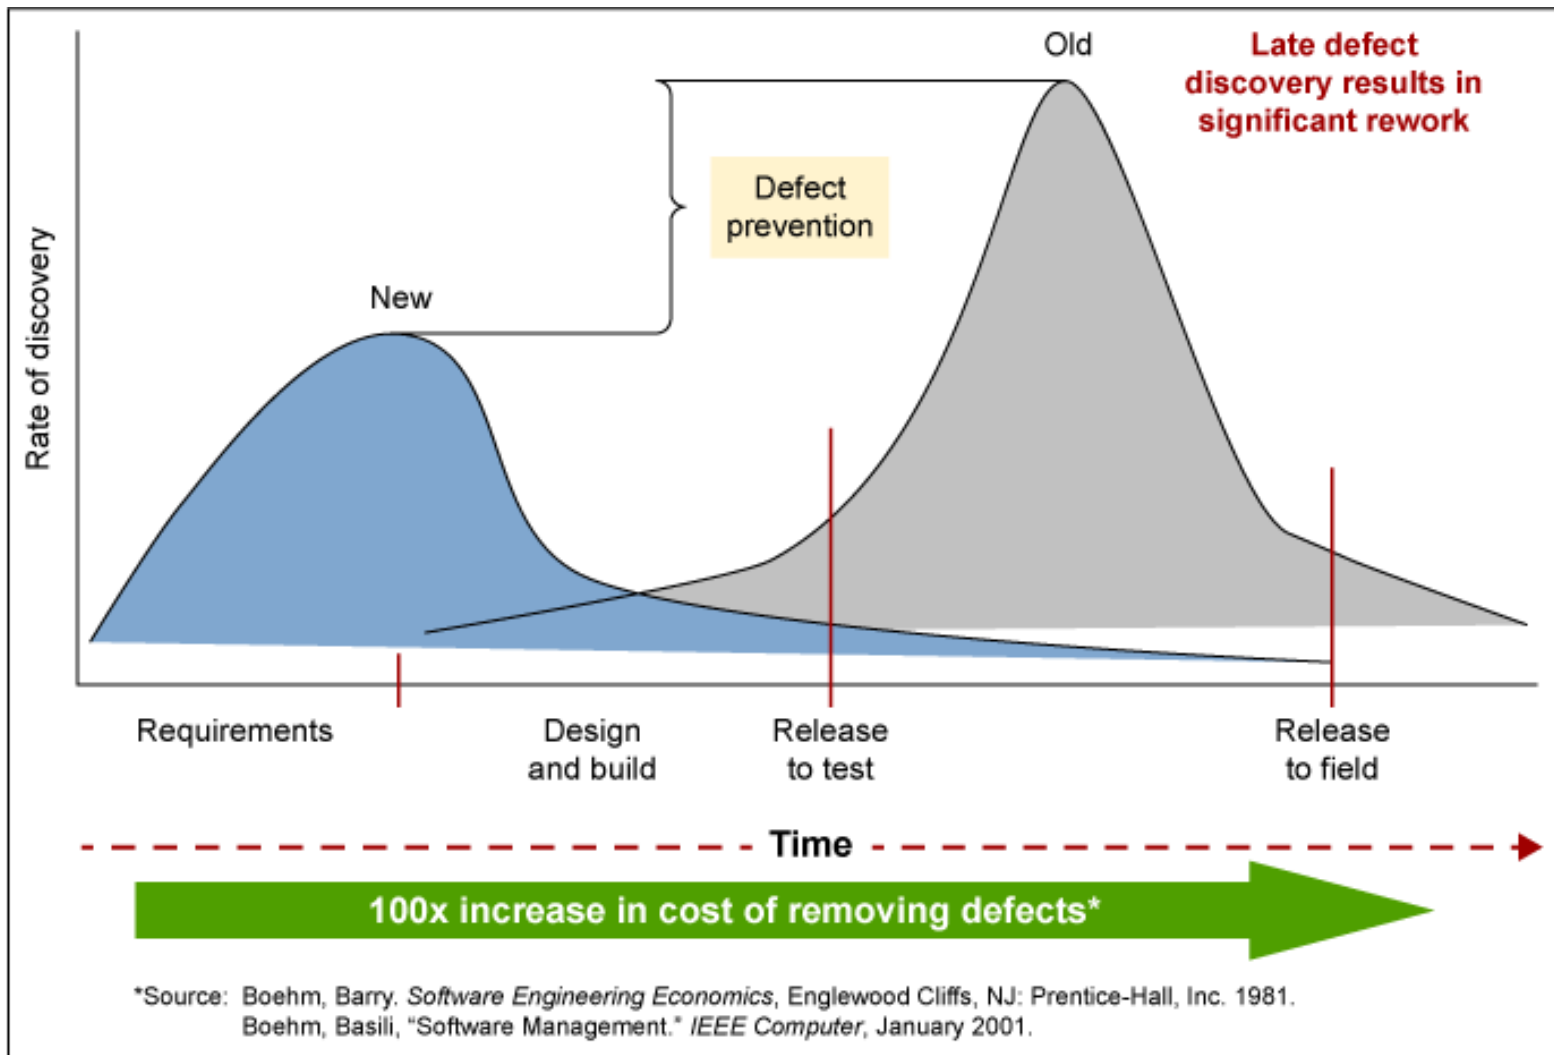 Old
Late defect
discovery results in
significant rework
Defect
prevention
New
Rate of discovery
Requirements
Design
and build
Release
to test
Release
to field
Time
100x increase in cost of removing defects*
*Source: Boehm, Barry. Software Engineering Economics, Englewood Cliffs, NJ: Prentice-Hall, Inc. 1981.
Boehm, Basili, “Software Management.” IEEE Computer, January 2001.